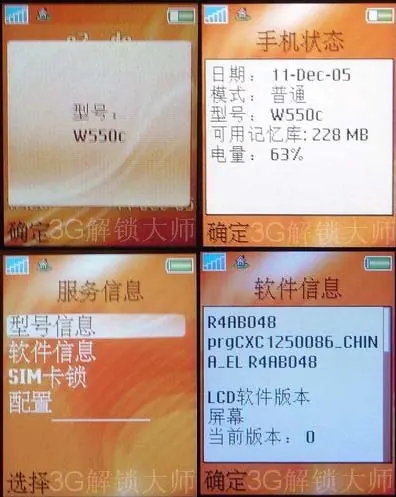 型号：
W550c
确定
3G解锁大师
手机状态
日期： 11-Dec-05
模式： 普通
型号： W550c
可用记忆库: 228 MB
电量： 63%
确定
3G解锁大师
服务信息
型号信息
软件信息
SIM卡锁
配置
选择
3G解锁大师
软件信息
R4AB048
prgCXC1250086_CHIN
A_EL R4AB048
LCD软件版本
屏幕
当前版本： 0
确定
3G解锁大师